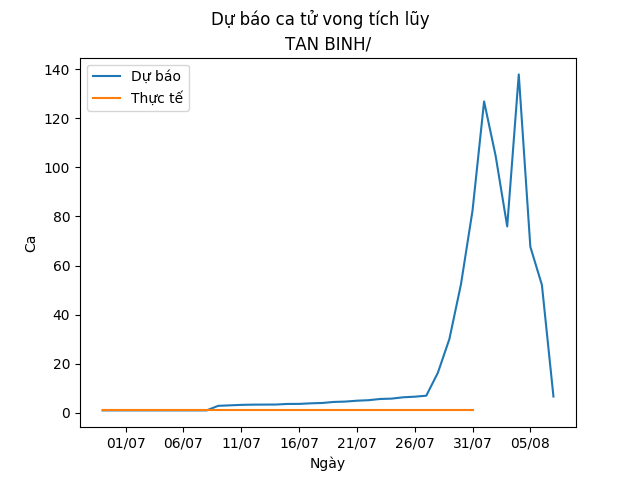 Dự báo ca tử vong tích lũy
TAN BINH/
Dự báo
Thực tế
140
120
100
80
60
40
20
0
Ca
01/07 06/07 11/07 16/07 21/07 26/07 31/07 05/08
Ngày